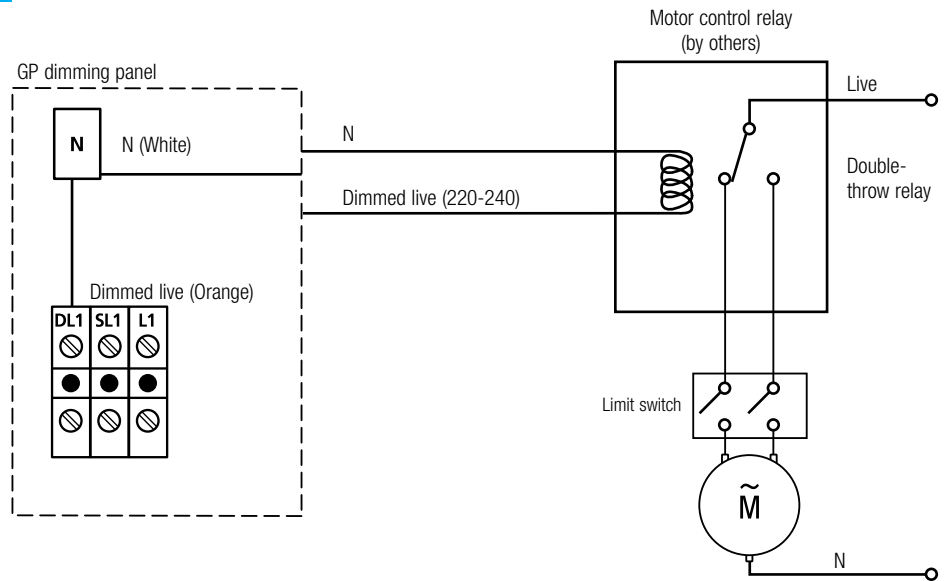 Motor control relay
(by others)
GP dimming panel
Live
N
N (White)
N
Double-
throw relay
Dimmed live (220-240)
Dimmed live (Orange)
DL1 SL1 L1
Limit switch
~
M
N